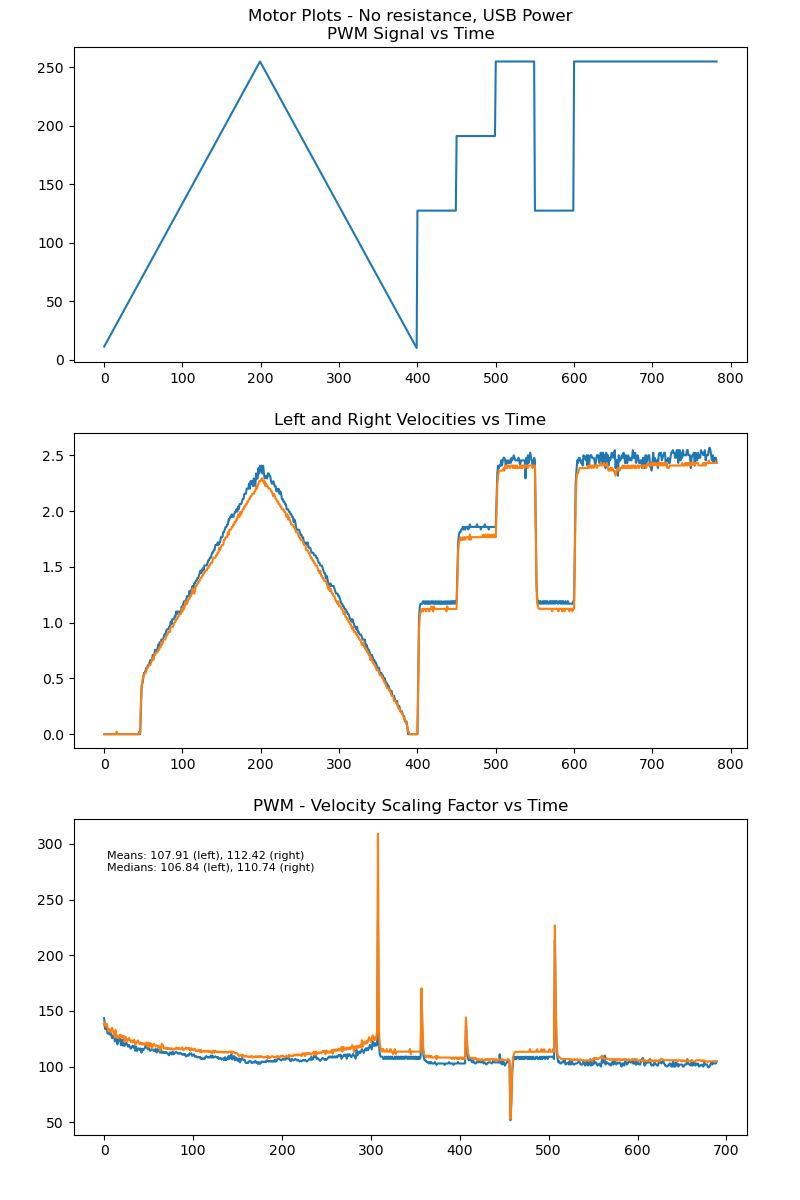 Motor Plots - No resistance, USB Power
PWM Signal vs Time
250
200
150
100
50
0
0 100 200 300 400 500 600 700 800
Left and Right Velocities vs Time
2.5
2.0
1.5
1.0
0.5
0.0
0 100 200 300 400 500 600 700 800
PWM - Velocity Scaling Factor vs Time
Means: 107.91 (left), 112.42 (right)
Medians: 106.84 (left), 110.74 (right)
300
250
200
150
100
50
0 100 200 300 400 500 600 700